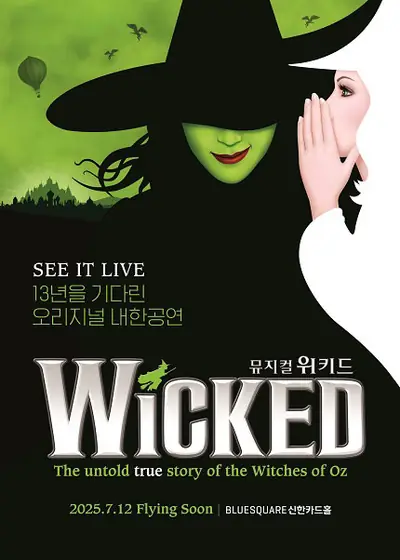 SEE IT LIVE
13년을 기다린
오리지널 내한공연
뮤지컬 위키드
WiCKED
The untold true story of the Witches of Oz
2025.7.12 Flying Soon | BLUESQUARE 신한카드홀